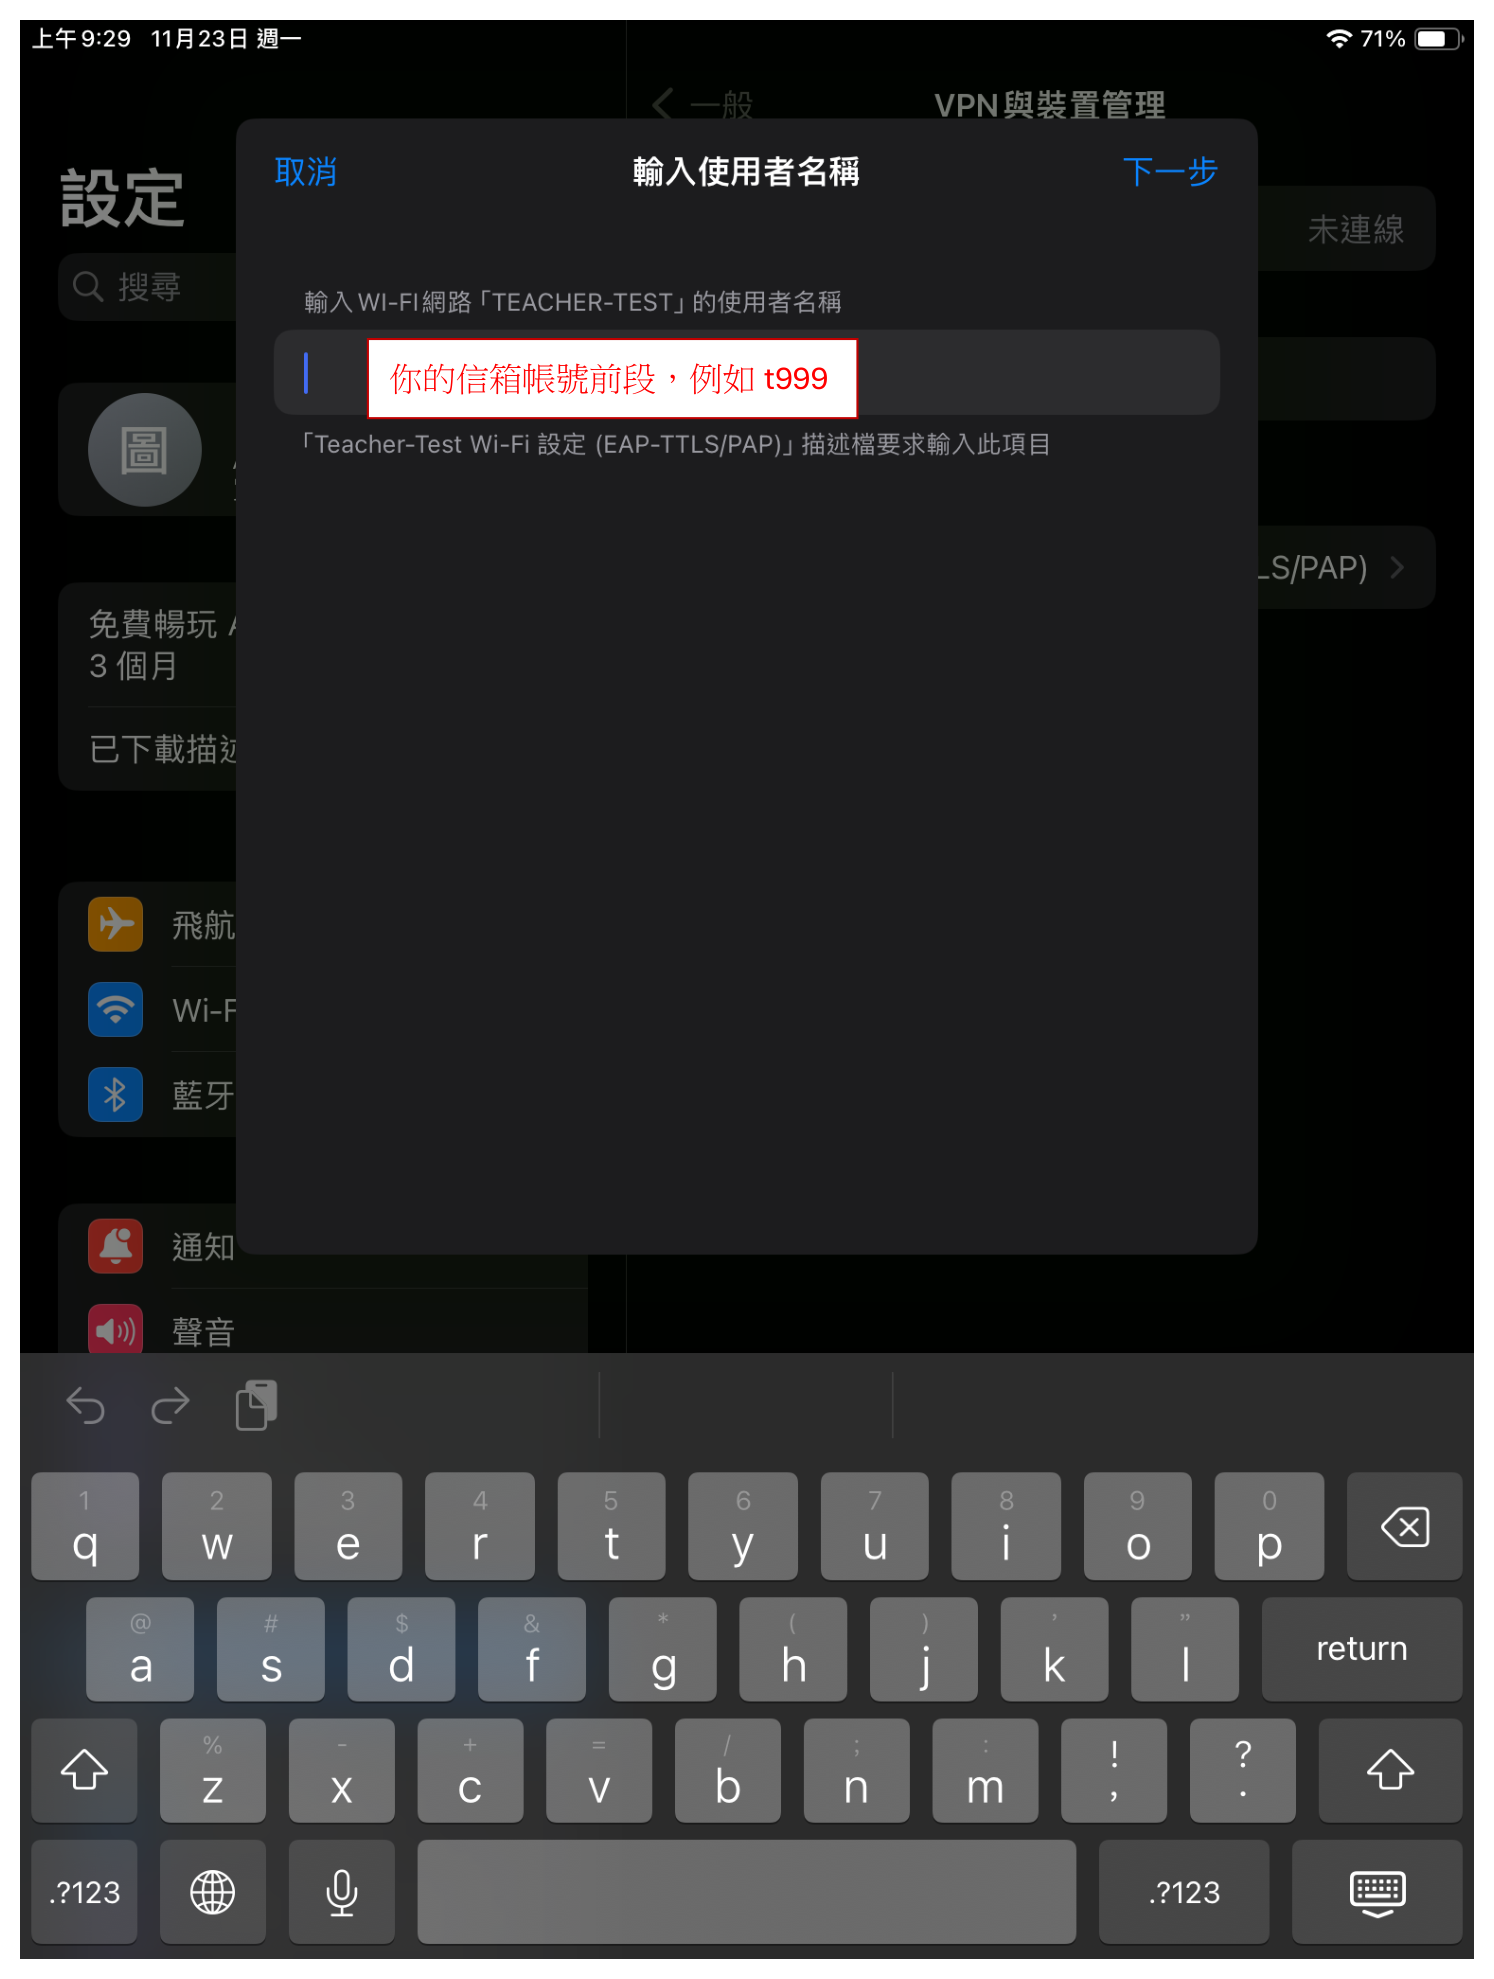 上午9:29 11月23日 週一
71%
一般
VPN與裝置管理
取消
輸入使用者名稱
下一步
設定
未連線
搜尋
輸入WI-FI網路「TEACHER-TEST」的使用者名稱
你的信箱帳號前段，例如 t999
「Teacher-Test Wi-Fi 設定 (EAP-TTLS/PAP)」描述檔要求輸入此項目
圖
LS/PAP)
免費暢玩 A
3 個月
已下載描述
飛航
Wi-F
藍牙
通知
聲音
1 2 3 4 5 6 7 8 9 0
q w e r t y u i o p
@ # $ & * ( ) ’ ”
a s d f g h j k l return
% - + = / ; : ! ?
z x c v b n m , .
.?123 .?123